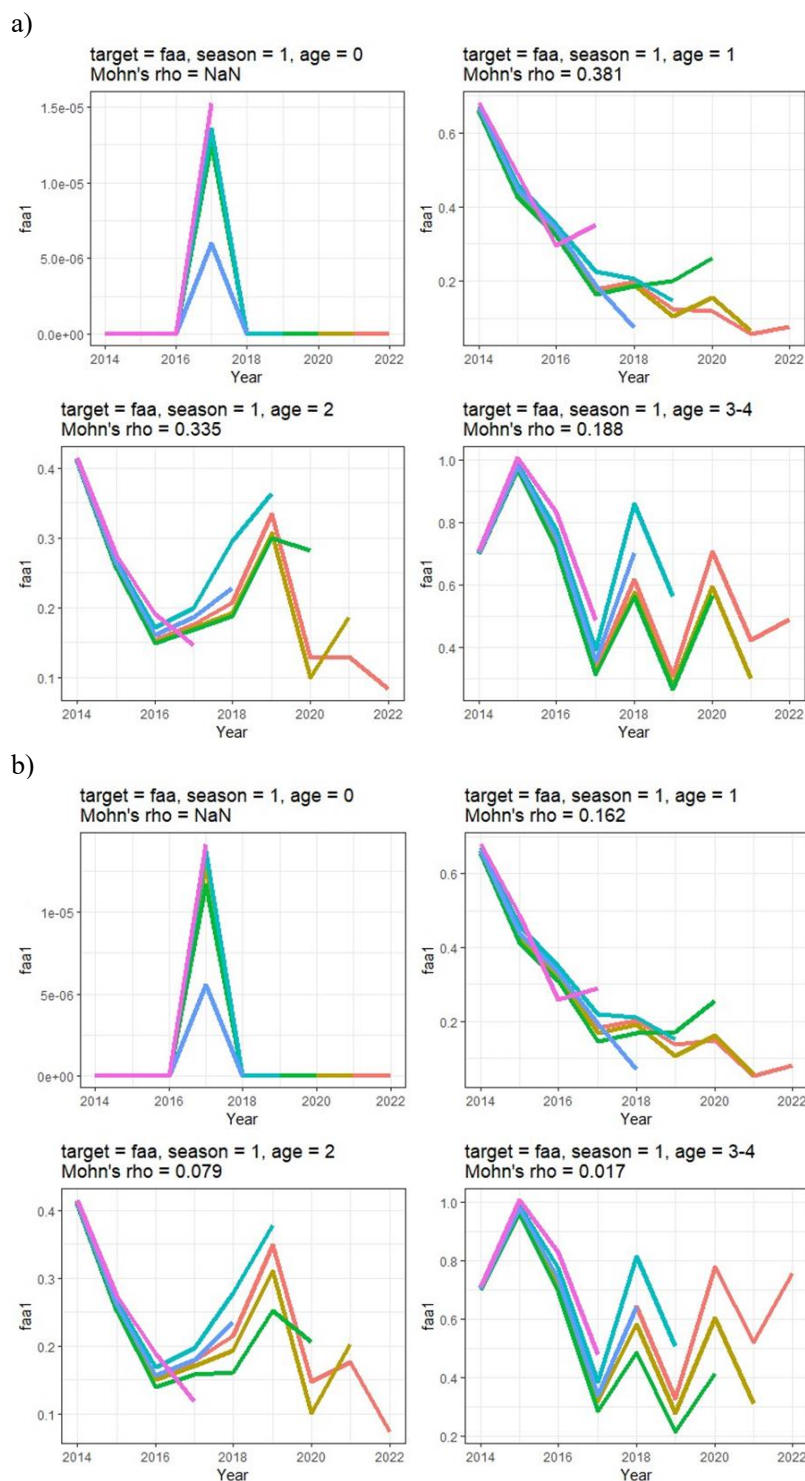 a)
target = faa, season = 1, age = 0
Mohn's rho = NaN
faa1
1.5e-05
1.0e-05
5.0e-06
0.0e+00
2014 2016 2018 2020 2022
Year
target = faa, season = 1, age = 1
Mohn's rho = 0.381
faa1
0.6
0.4
0.2
2014 2016 2018 2020 2022
Year
target = faa, season = 1, age = 2
Mohn's rho = 0.335
faa1
0.4
0.3
0.2
0.1
2014 2016 2018 2020 2022
Year
target = faa, season = 1, age = 3-4
Mohn's rho = 0.188
faa1
1.0
0.8
0.6
0.4
2014 2016 2018 2020 2022
Year
b)
target = faa, season = 1, age = 0
Mohn's rho = NaN
faa1
1e-05
5e-06
0e+00
2014 2016 2018 2020 2022
Year
target = faa, season = 1, age = 1
Mohn's rho = 0.162
faa1
0.6
0.4
0.2
2014 2016 2018 2020 2022
Year
target = faa, season = 1, age = 2
Mohn's rho = 0.079
faa1
0.4
0.3
0.2
0.1
2014 2016 2018 2020 2022
Year
target = faa, season = 1, age = 3-4
Mohn's rho = 0.017
faa1
1.0
0.8
0.6
0.4
0.2
2014 2016 2018 2020 2022
Year